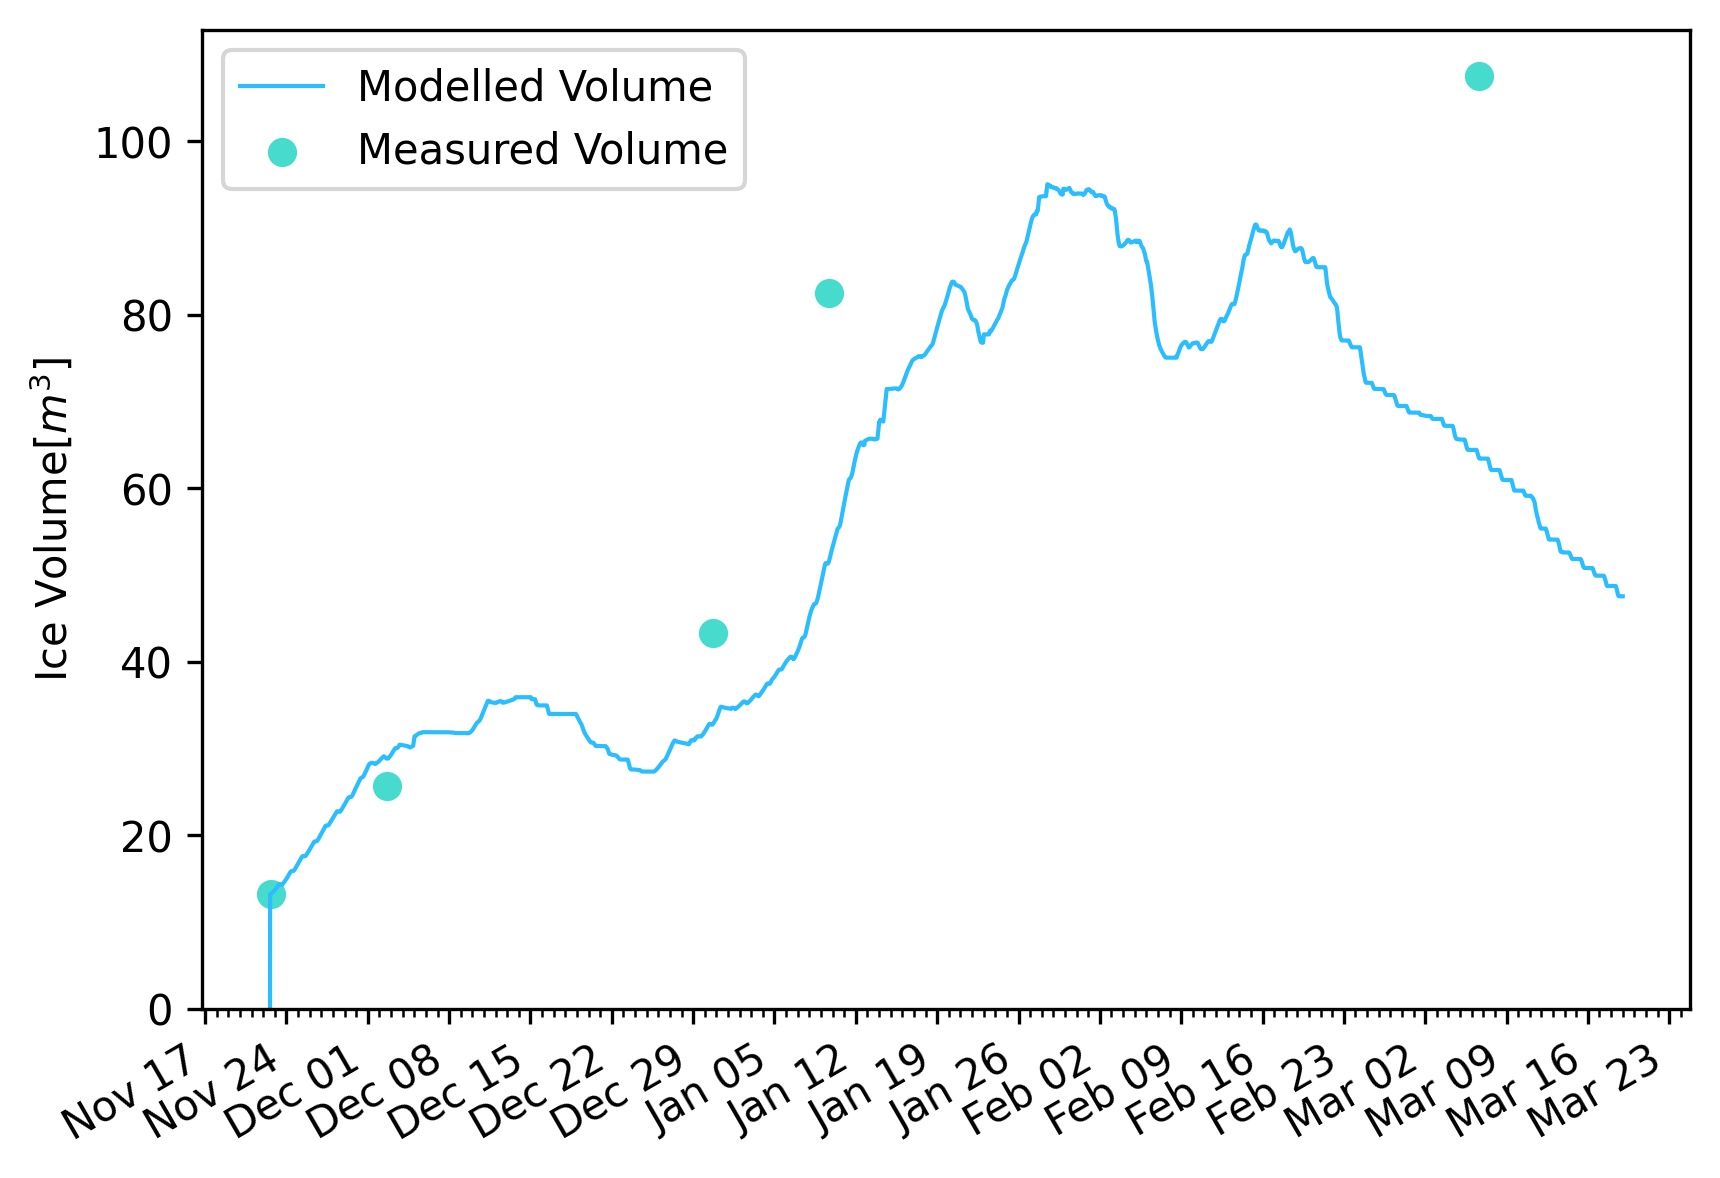 Modelled Volume
Measured Volume
Ice Volume[m³]
100
80
60
40
20
0
Nov 17
Nov 24
Dec 01
Dec 08
Dec 15
Dec 22
Dec 29
Jan 05
Jan 12
Jan 19
Jan 26
Feb 02
Feb 09
Feb 16
Feb 23
Mar 02
Mar 09
Mar 16
Mar 23